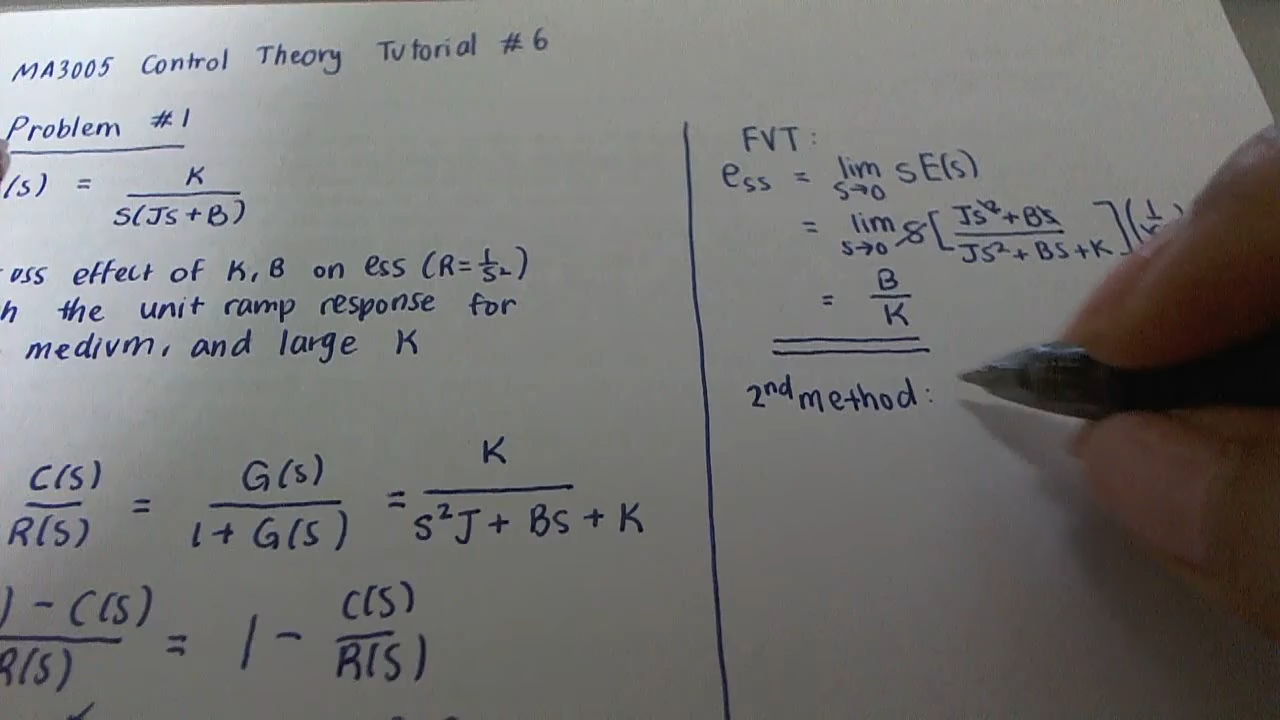 MA3005 Control Theory Tutorial #6
Problem #1
(s) = K / S(Js+B)
effect of K, B on ess (R=1/s²)
the unit ramp response for
medium, and large K
C(S)/R(S) = G(S)/1+G(S) = K/S²J+BS+K
) - C(S)/R(S) = 1 - C(S)/R(S)
FVT:
ess = lim s→0 sE(s)
= lim s→0 s[Js²+Bs/Js²+Bs+K](1/
= B/K
2nd method: